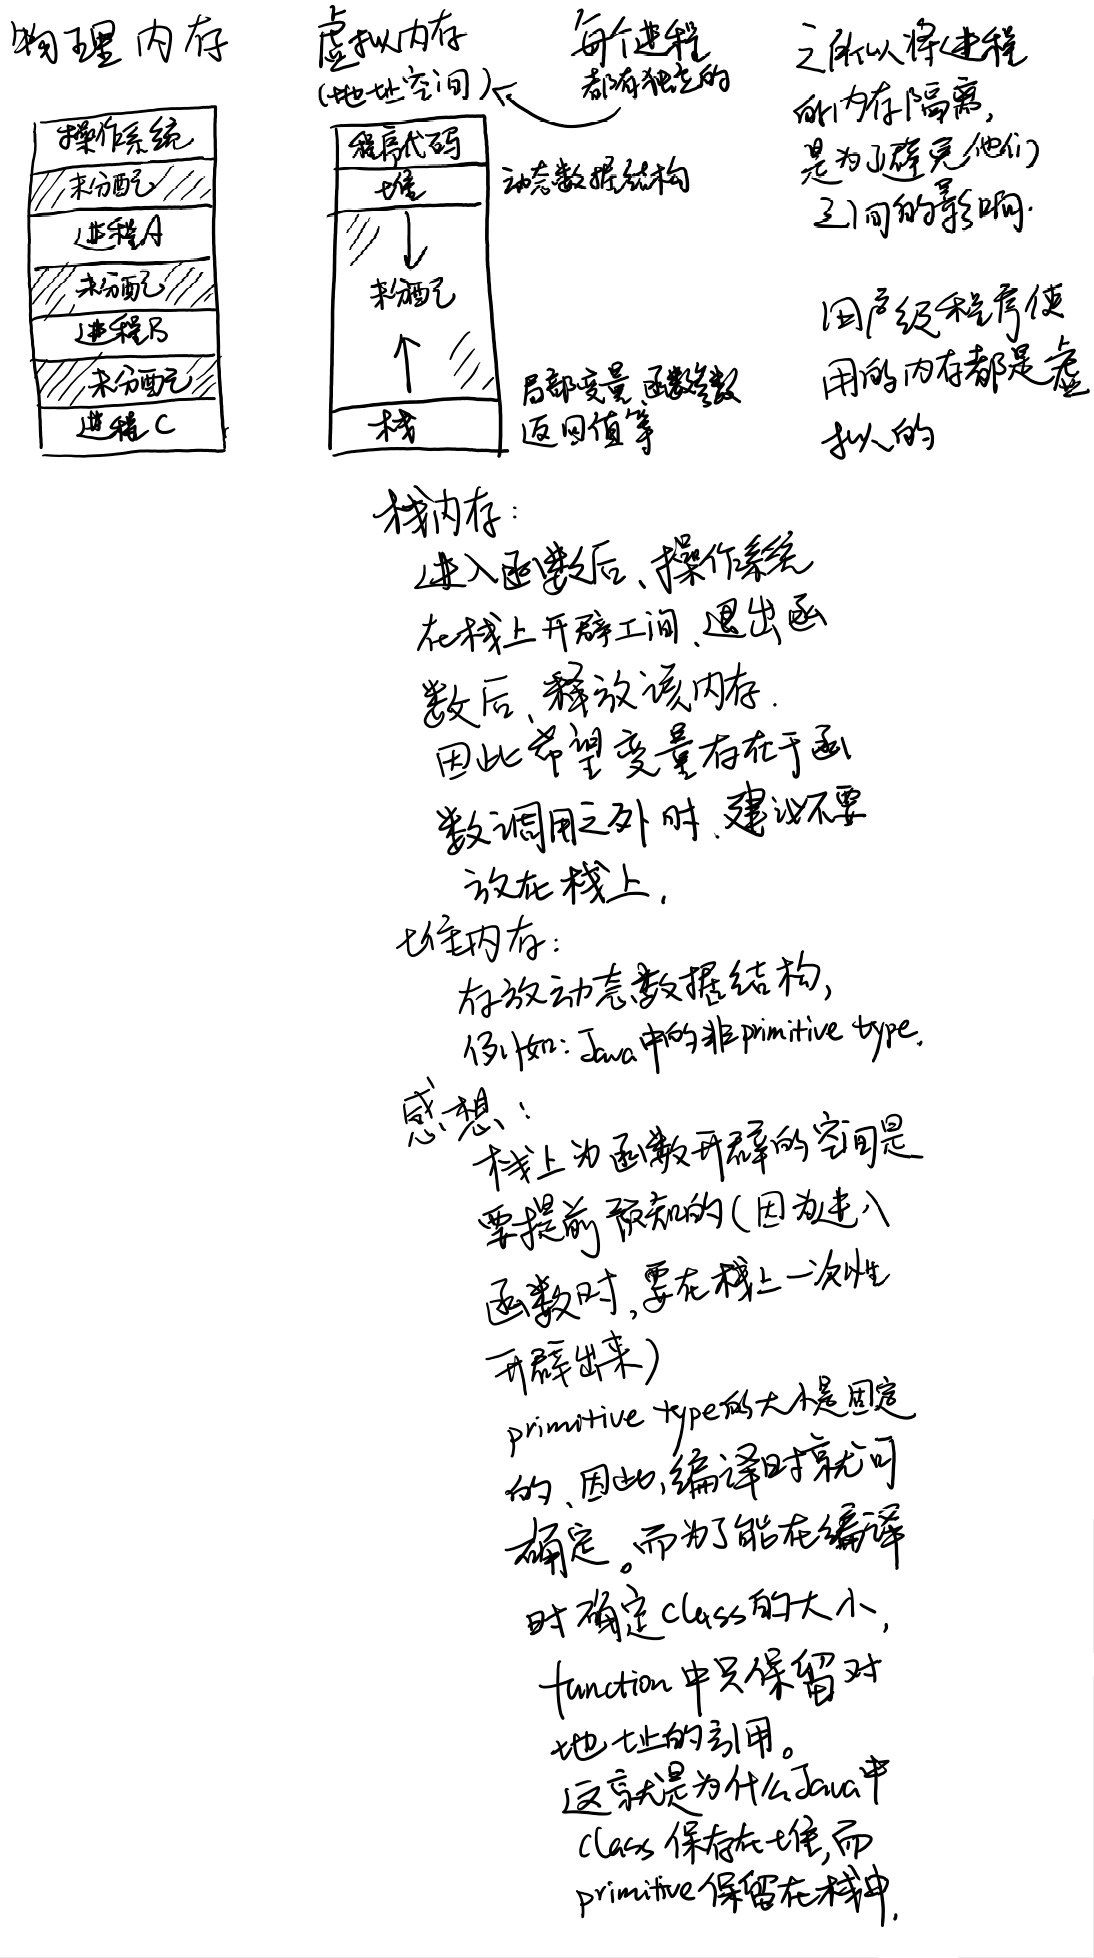 物理内存
操作系统
未分配
进程A
未分配
进程B
未分配
进程C
虚拟内存
(地址空间)
每个进程
都有独立的
程序代码
堆
动态数据结构
未分配
栈
局部变量、函数参数
返回值等
之所以将进程
的内存隔离,
是为了避免他们
之间的影响.
用户级程序使
用的内存都是虚
拟的
栈内存:
进入函数后、操作系统
在栈上开辟工间、退出函
数后、释放该内存.
因此希望变量存在于函
数调用之外时、建议不要
放在栈上.
堆内存:
存放动态数据结构,
例如: Java中的非primitive type.
感想:
栈上为函数开辟的空间是
要提前预知的(因为进入
函数时,要在栈上一次性
开辟出来)
primitive type的大小是固定
的、因此,编译时就可
确定。而为了能在编译
时确定class的大小,
function中只保留对
地址的引用。
这就是为什么Java中
class保存在堆,而
primitive保留在栈中.